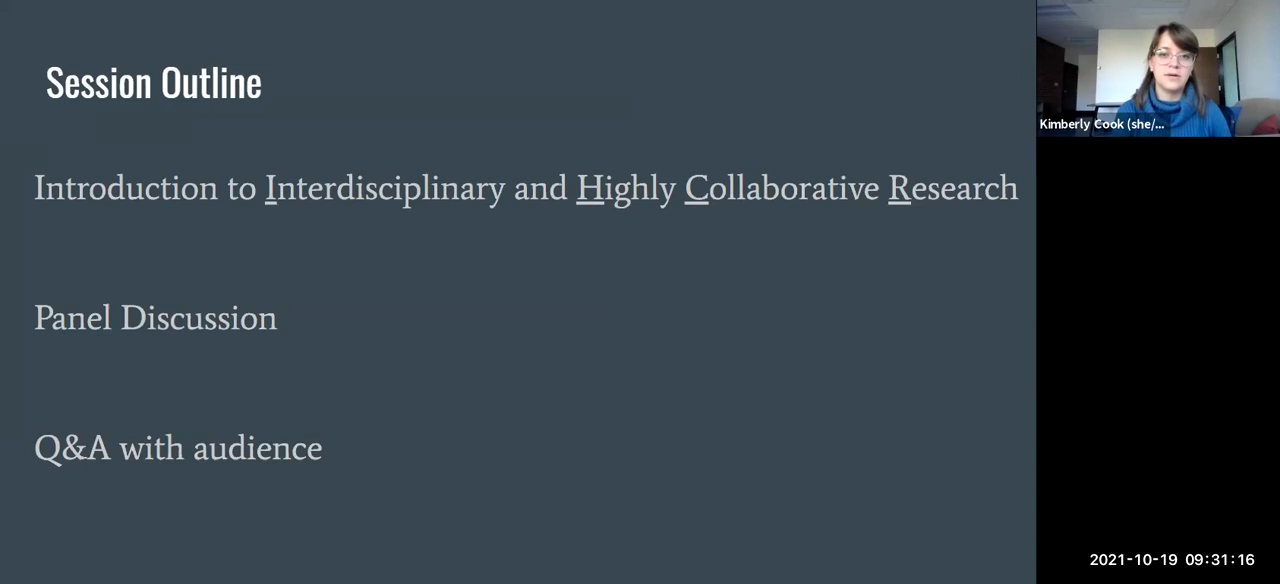 Session Outline
Introduction to Interdisciplinary and Highly Collaborative Research
Panel Discussion
Q&A with audience
Kimberly Cook (she/...
2021-10-19 09:31:16